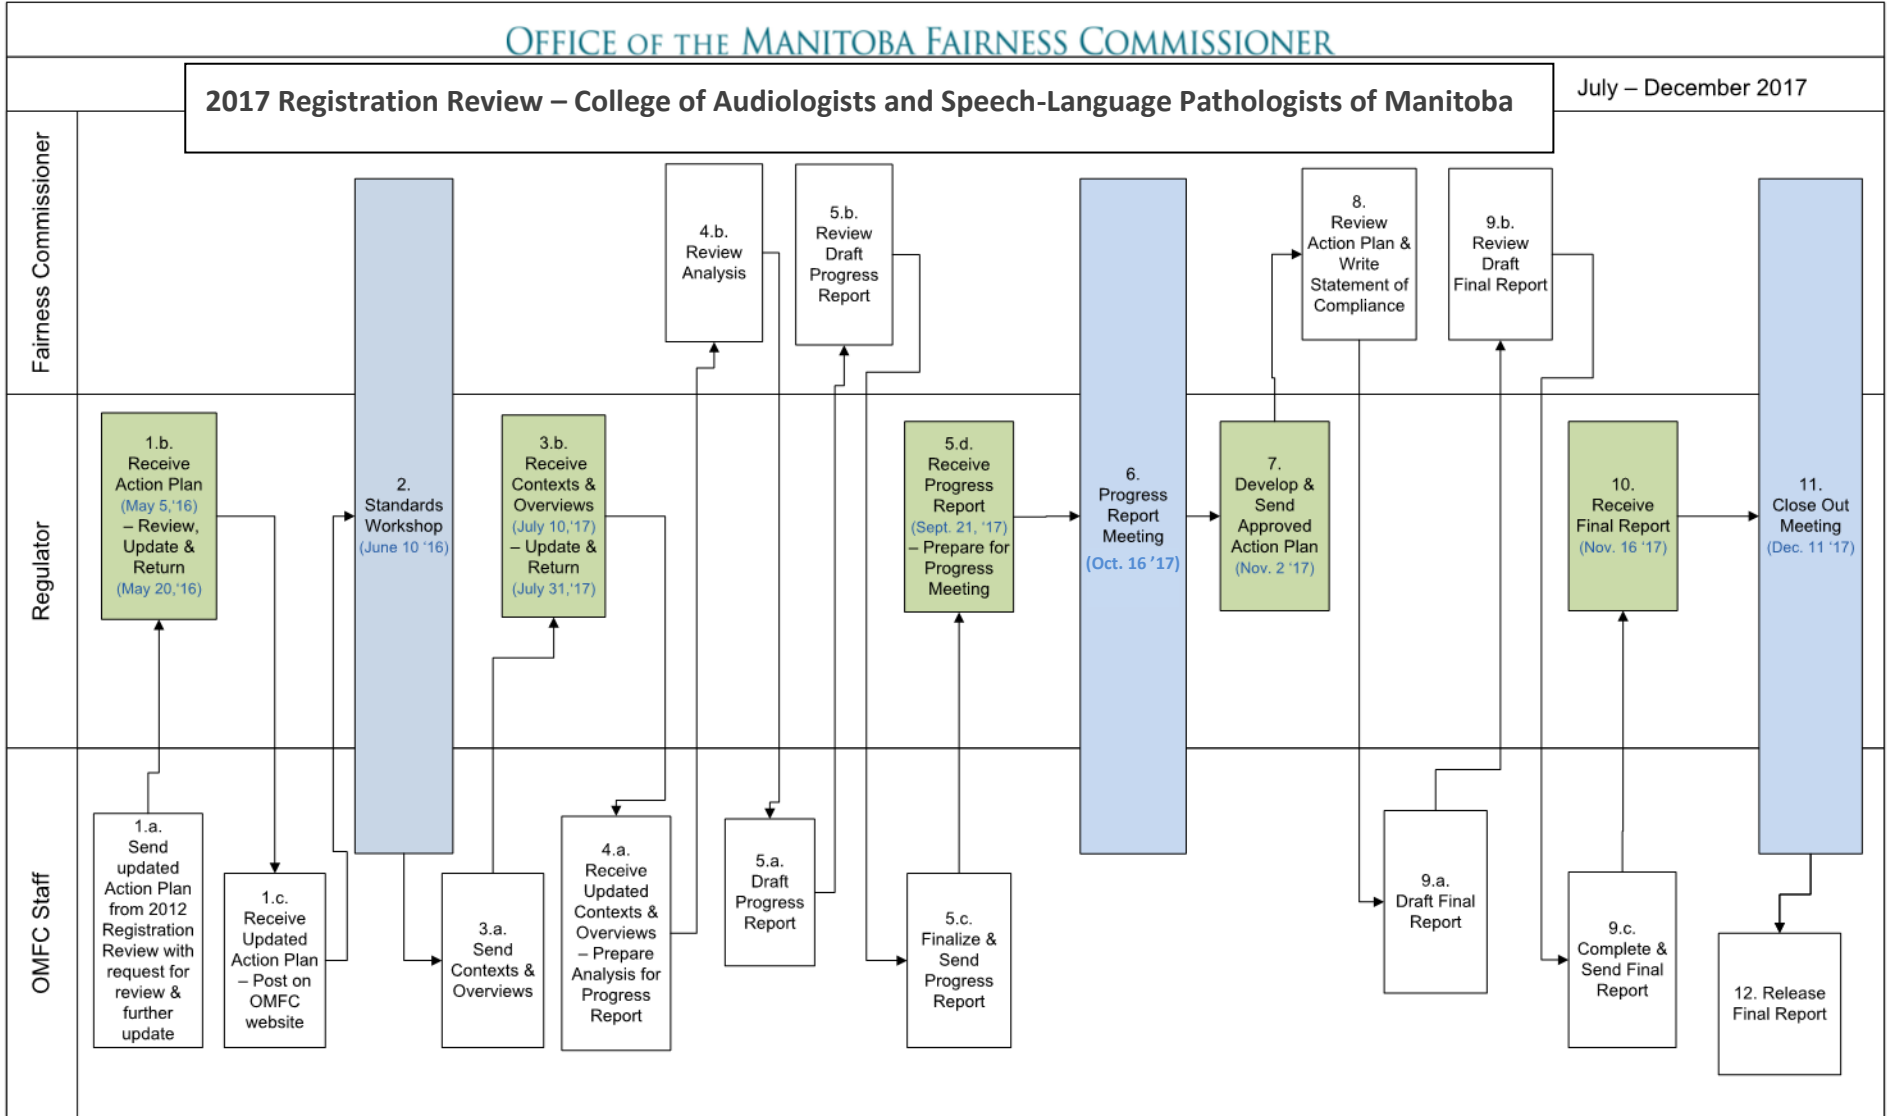 OFFICE OF THE MANITOBA FAIRNESS COMMISSIONER
2017 Registration Review – College of Audiologists and Speech-Language Pathologists of Manitoba
July – December 2017
Fairness Commissioner
4.b.
Review
Analysis
5.b.
Review
Draft
Progress
Report
8.
Review
Action Plan &
Write
Statement of
Compliance
9.b.
Review
Draft
Final Report
Regulator
1.b.
Receive
Action Plan
(May 5,‘16)
– Review,
Update &
Return
(May 20,‘16)
2.
Standards
Workshop
(June 10 ‘16)
3.b.
Receive
Contexts &
Overviews
(July 10,‘17)
– Update &
Return
(July 31,‘17)
5.d.
Receive
Progress
Report
(Sept. 21, ‘17)
– Prepare for
Progress
Meeting
6.
Progress
Report
Meeting
(Oct. 16 ’17)
7.
Develop &
Send
Approved
Action Plan
(Nov. 2 ‘17)
10.
Receive
Final Report
(Nov. 16 ‘17)
11.
Close Out
Meeting
(Dec. 11 ‘17)
OMFC Staff
1.a.
Send
updated
Action Plan
from 2012
Registration
Review with
request for
review &
further
update
1.c.
Receive
Updated
Action Plan
– Post on
OMFC
website
3.a.
Send
Contexts &
Overviews
4.a.
Receive
Updated
Contexts &
Overviews
– Prepare
Analysis for
Progress
Report
5.a.
Draft
Progress
Report
5.c.
Finalize &
Send
Progress
Report
9.a.
Draft Final
Report
9.c.
Complete &
Send Final
Report
12. Release
Final Report